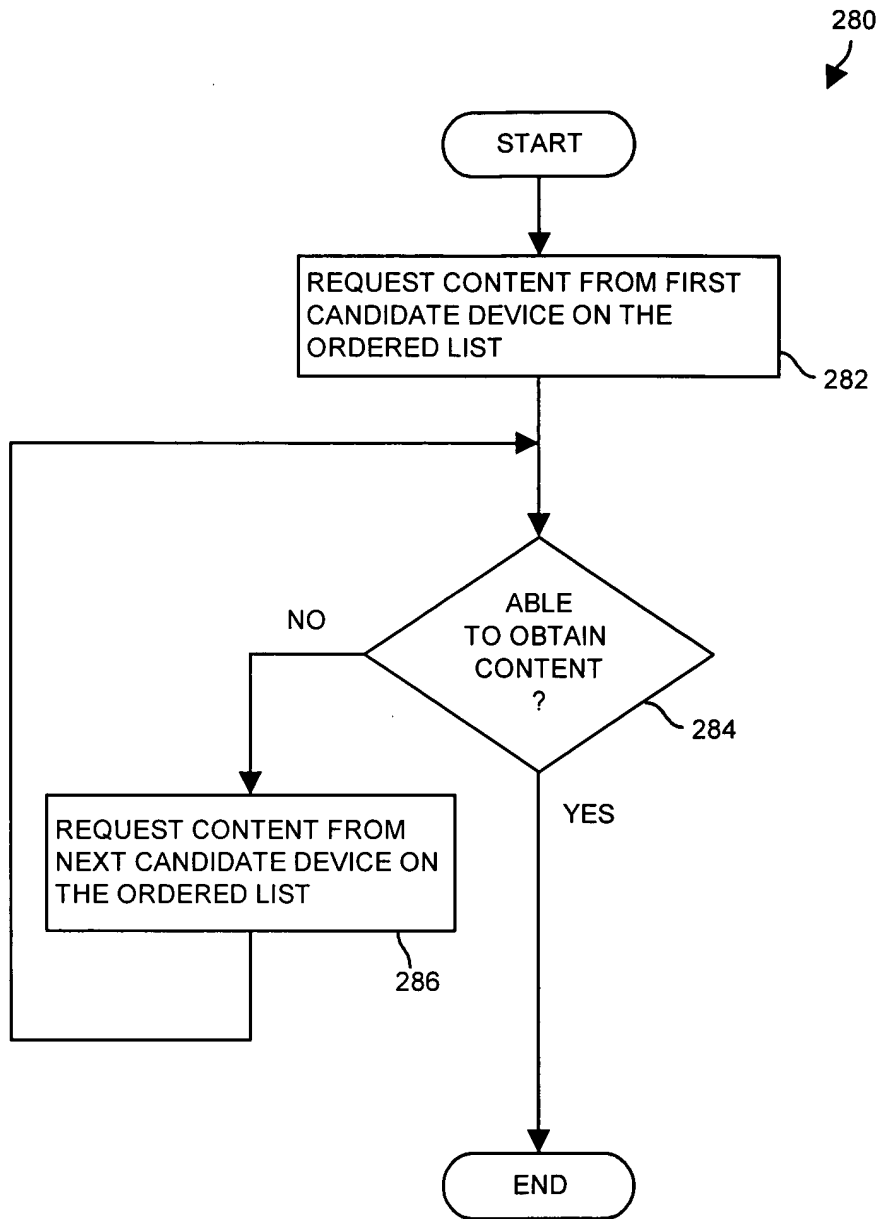 280
START
REQUEST CONTENT FROM FIRST
CANDIDATE DEVICE ON THE
ORDERED LIST
282
ABLE
TO OBTAIN
CONTENT
?
NO
284
YES
REQUEST CONTENT FROM
NEXT CANDIDATE DEVICE ON
THE ORDERED LIST
286
END